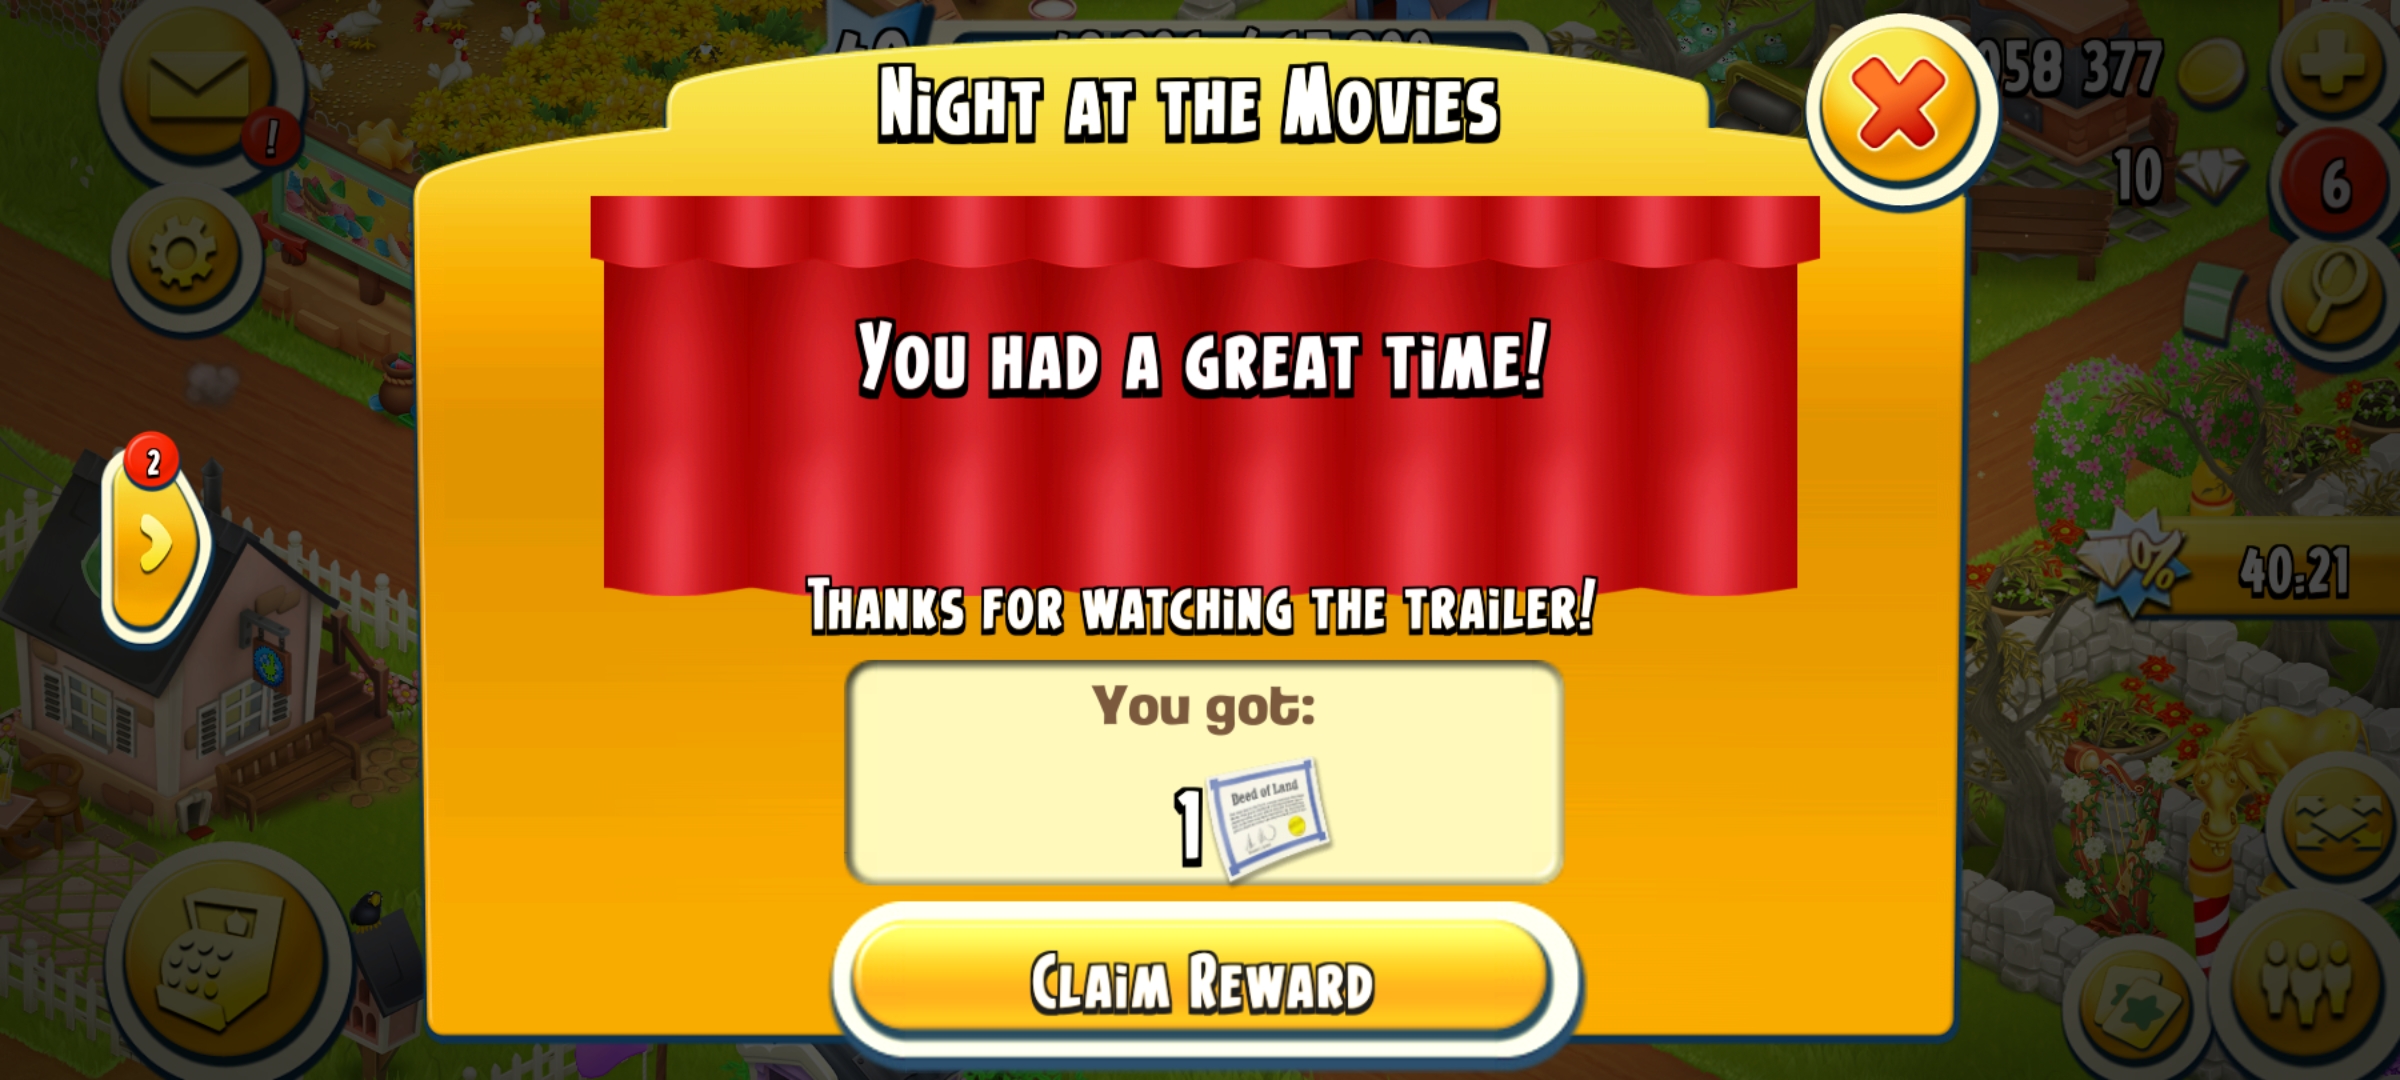 Night at the Movies
058 377
!
10
6
You had a great time!
2
%
40:21
Thanks for watching the trailer!
You got:
1
Deed of Land
Claim Reward